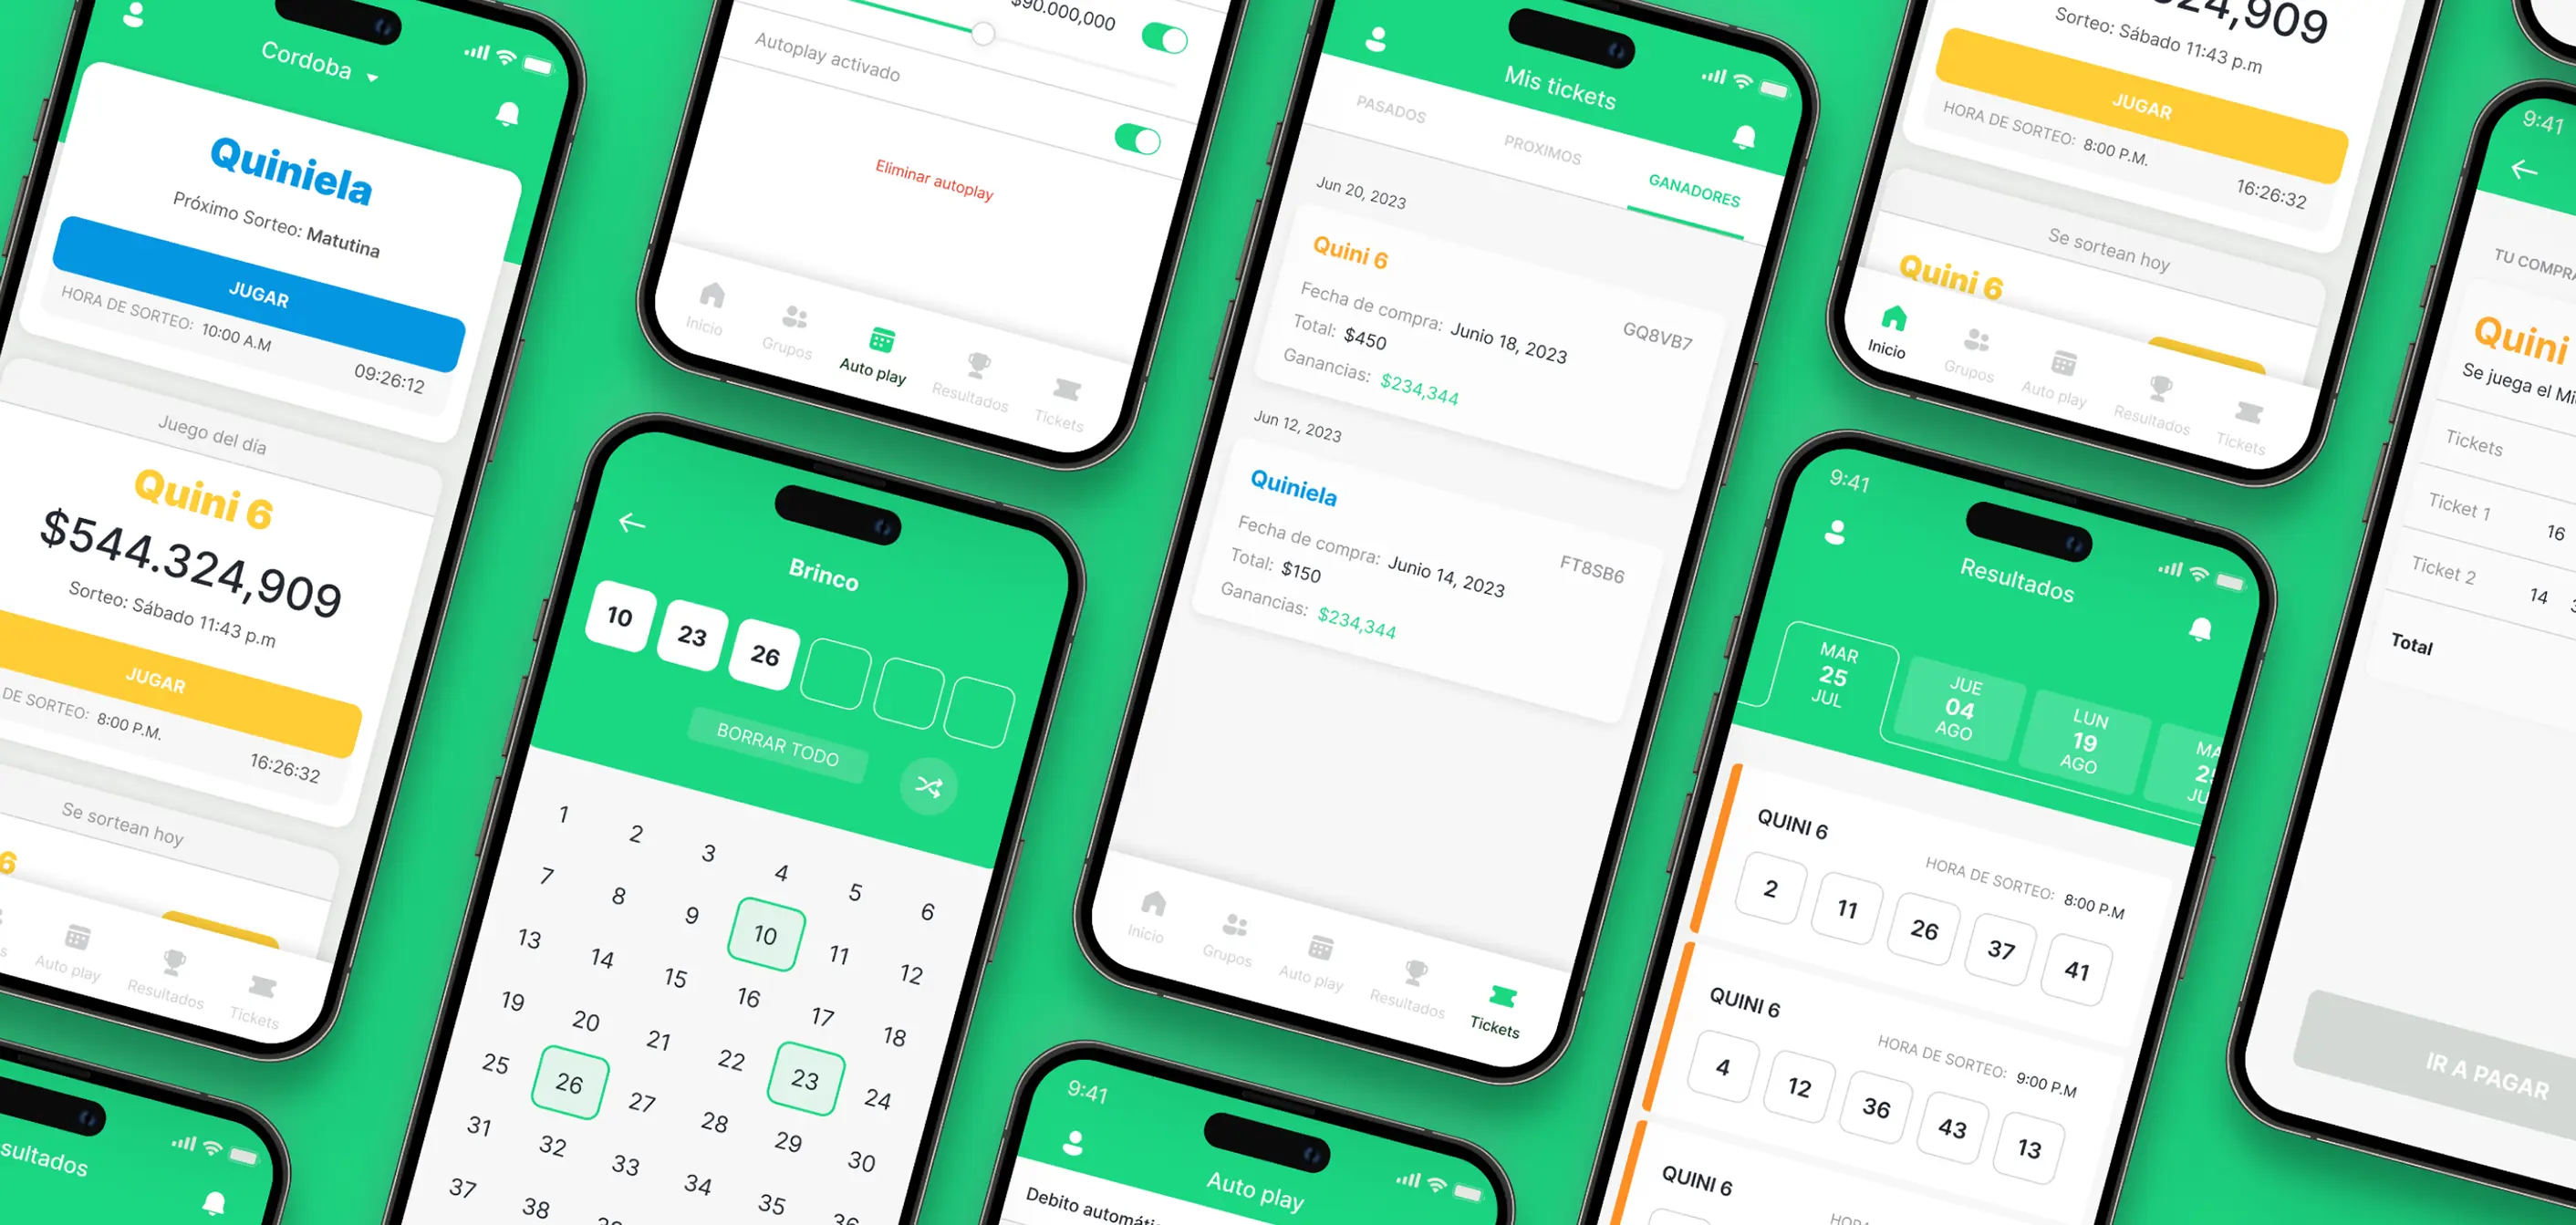 Cordoba
Quiniela
Próximo Sorteo: Matutina
JUGAR
HORA DE SORTEO: 10:00 A.M
09:26:12
Juego del día
Quini 6
$544.324,909
Sorteo: Sábado 11:43 p.m
JUGAR
DE SORTEO: 8:00 P.M.
16:26:32
Se sortean hoy
6
Auto play
Resultados
Tickets
$90.000,000
Autoplay activado
Eliminar autoplay
Inicio
Grupos
Auto play
Resultados
Tickets
Brinco
10 23 26
BORRAR TODO
1 2 3 4 5 6
7 8 9 10 11 12
13 14 15 16 17 18
19 20 21 22 23 24
25 26 27 28 29 30
31 32 33 34 35 36
37 38
Mis tickets
PASADOS
PROXIMOS
GANADORES
Jun 20, 2023
Quini 6
GQ8VB7
Fecha de compra: Junio 18, 2023
Total: $450
Ganancias: $234,344
Jun 12, 2023
Quiniela
FT8SB6
Fecha de compra: Junio 14, 2023
Total: $150
Ganancias: $234,344
Inicio
Grupos
Auto play
Resultados
Tickets
9:41
Auto play
Debito automáti
24,909
Sorteo: Sábado 11:43 p.m
JUGAR
HORA DE SORTEO: 8:00 P.M.
16:26:32
Se sortean hoy
Quini 6
Inicio
Grupos
Auto play
Resultados
Tickets
9:41
Resultados
MAR
25
JUL
JUE
04
AGO
LUN
19
AGO
QUINI 6
HORA DE SORTEO: 8:00 P.M
2 11 26 37 41
QUINI 6
HORA DE SORTEO: 9:00 P.M
4 12 36 43 13
QUINI 6
9:41
TU COMPRA
Quini
Se juega el Mi
Tickets
Ticket 1 16
Ticket 2 14
Total
IR A PAGAR
sultados